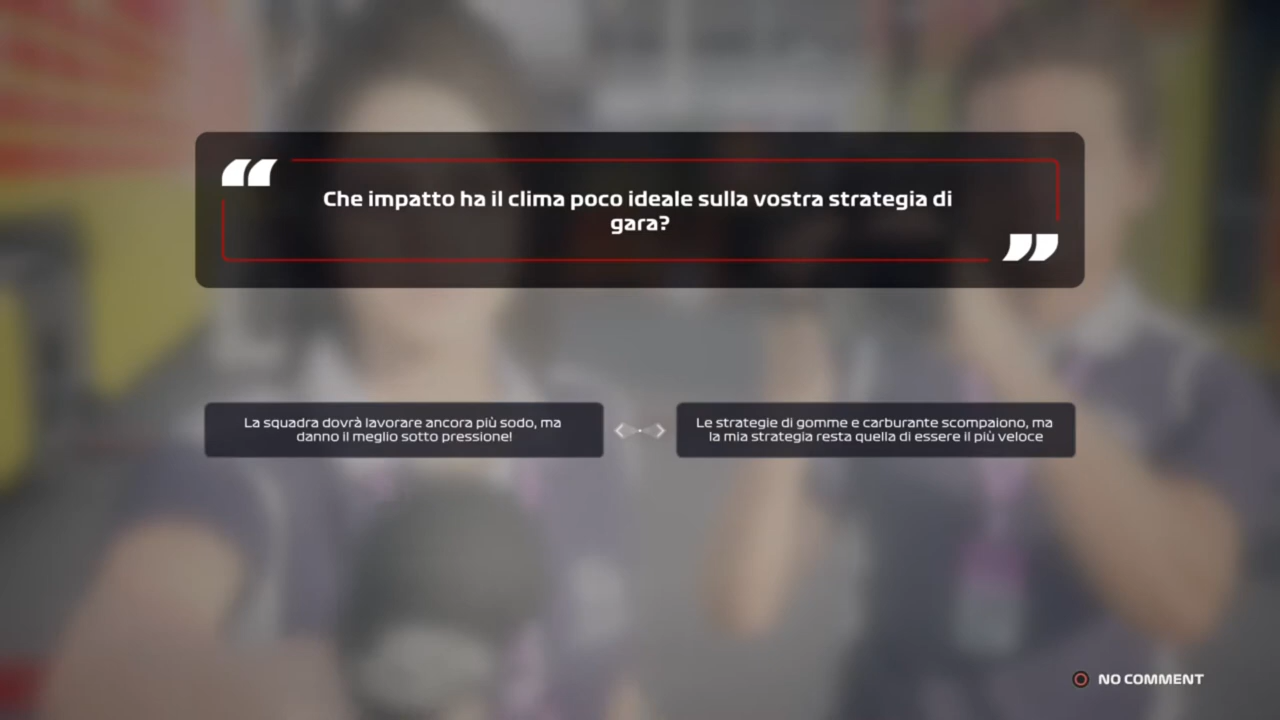 Che impatto ha il clima poco ideale sulla vostra strategia di
gara?
La squadra dovrà lavorare ancora più sodo, ma
danno il meglio sotto pressione!
Le strategie di gomme e carburante scompaiono, ma
la mia strategia resta quella di essere il più veloce
NO COMMENT